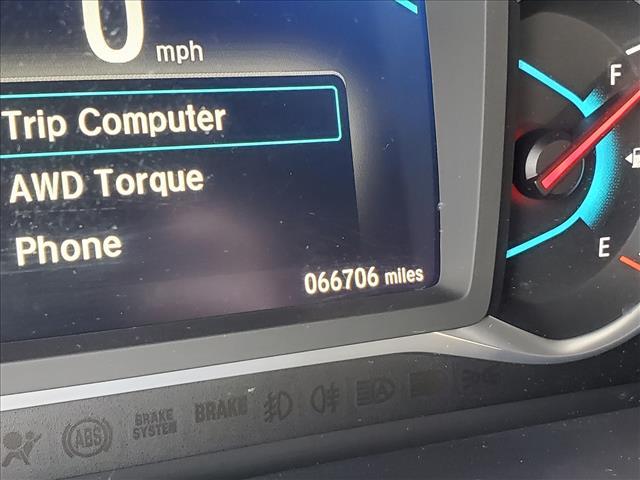 0 mph
Trip Computer
AWD Torque
Phone
066706 miles
F
E
ABS
BRAKE
SYSTEM
BRAKE